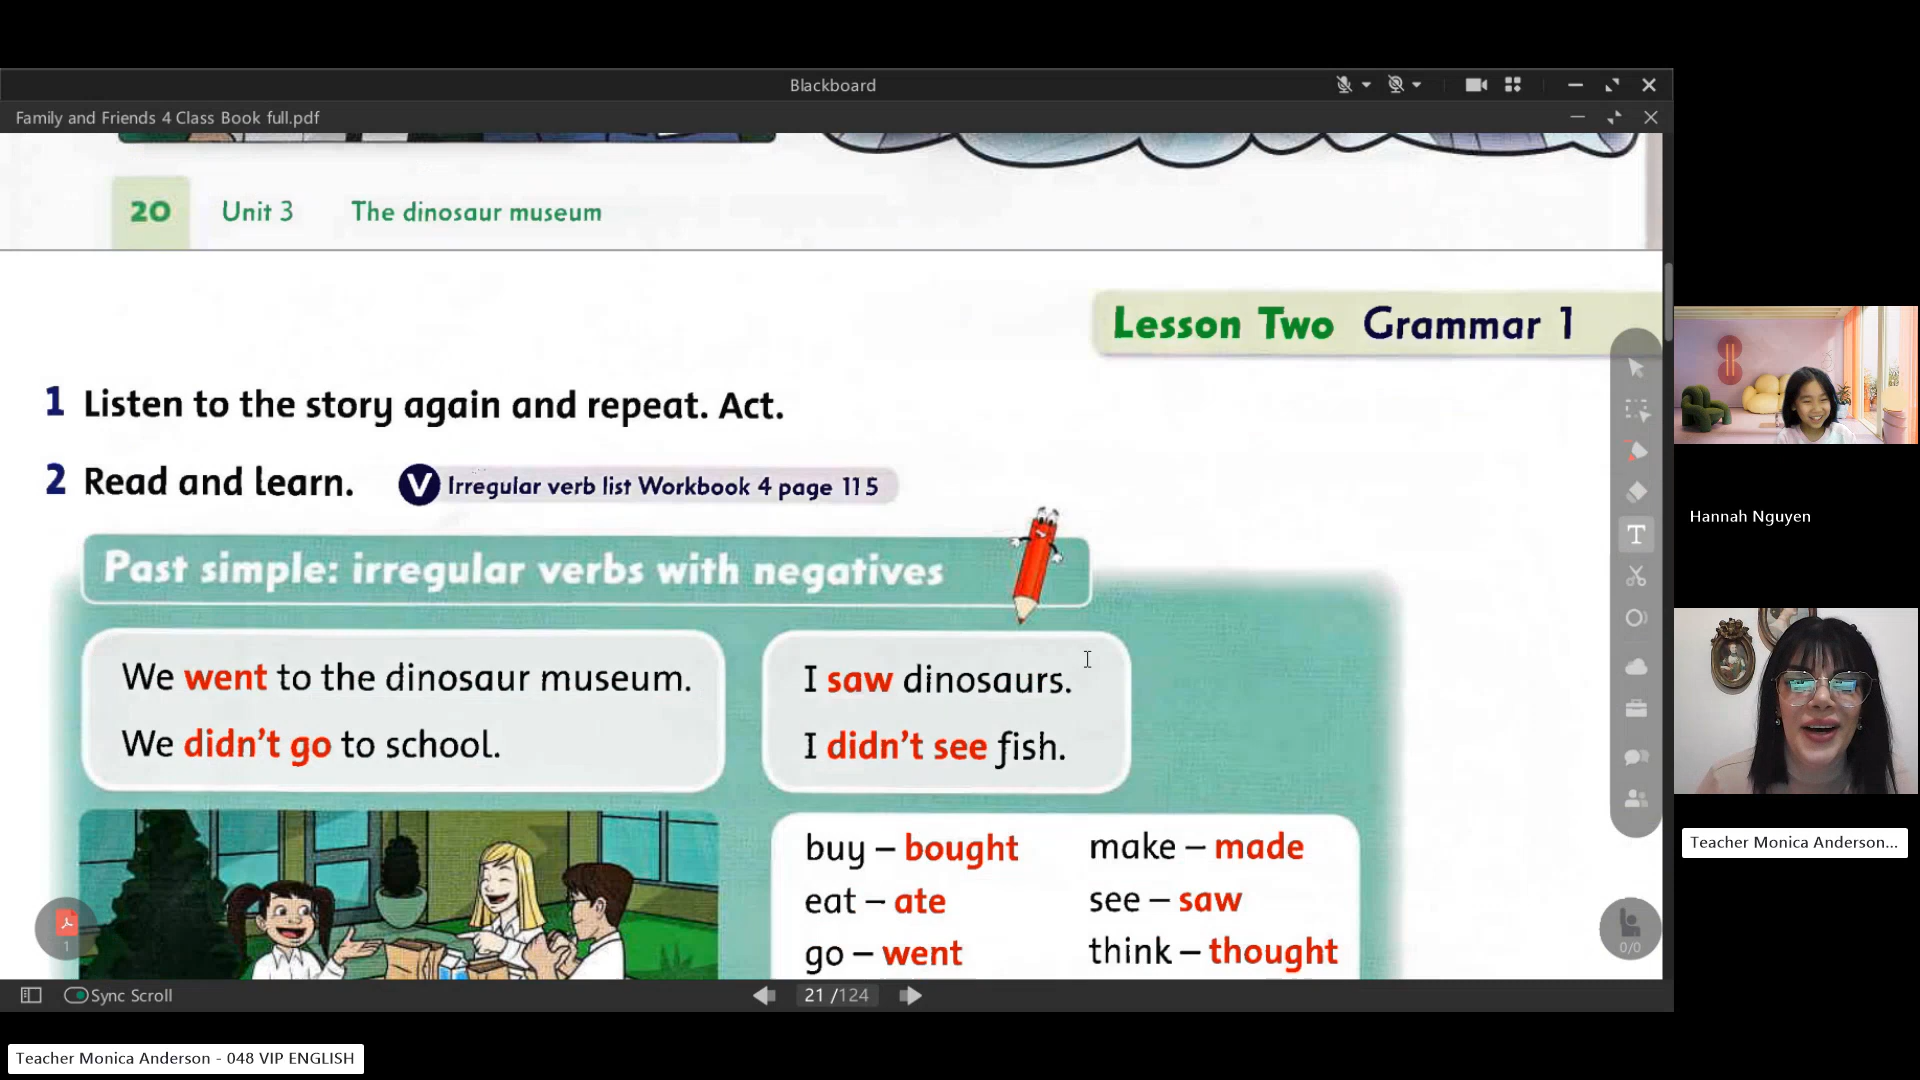 Blackboard
Family and Friends 4 Class Book full.pdf
20 Unit 3 The dinosaur museum
Lesson Two Grammar 1
1 Listen to the story again and repeat. Act.
2 Read and learn. V Irregular verb list Workbook 4 page 115
Past simple: irregular verbs with negatives
We went to the dinosaur museum.
We didn't go to school.
I saw dinosaurs.
I didn't see fish.
buy – bought make – made
eat – ate see – saw
go – went think – thought
T
1
0/0
Sync Scroll
21 /124
Hannah Nguyen
Teacher Monica Anderson...
Teacher Monica Anderson - 048 VIP ENGLISH